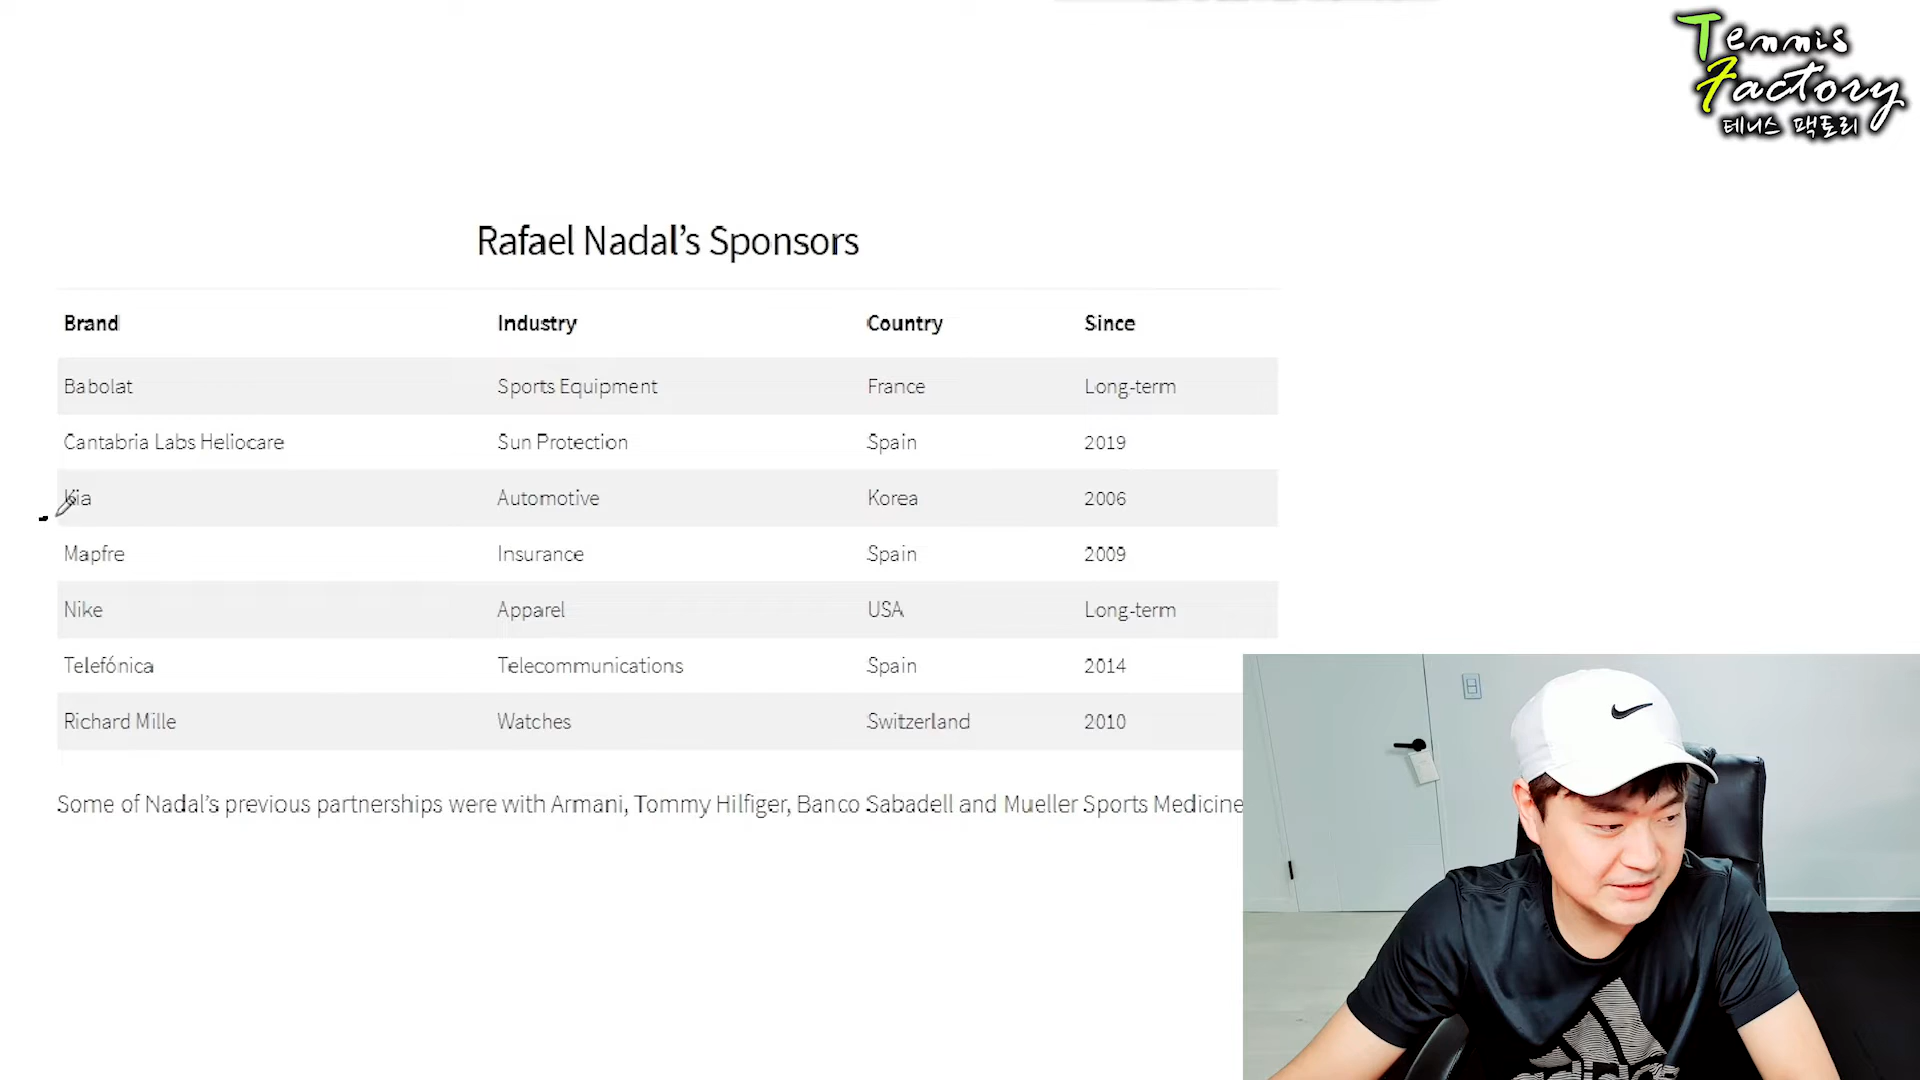 Tennis
Factory
테니스 팩토리
Rafael Nadal's Sponsors
Brand Industry Country Since
Babolat Sports Equipment France Long-term
Cantabria Labs Heliocare Sun Protection Spain 2019
Kia Automotive Korea 2006
Mapfre Insurance Spain 2009
Nike Apparel USA Long-term
Telefónica Telecommunications Spain 2014
Richard Mille Watches Switzerland 2010
Some of Nadal's previous partnerships were with Armani, Tommy Hilfiger, Banco Sabadell and Mueller Sports Medicine
adidas